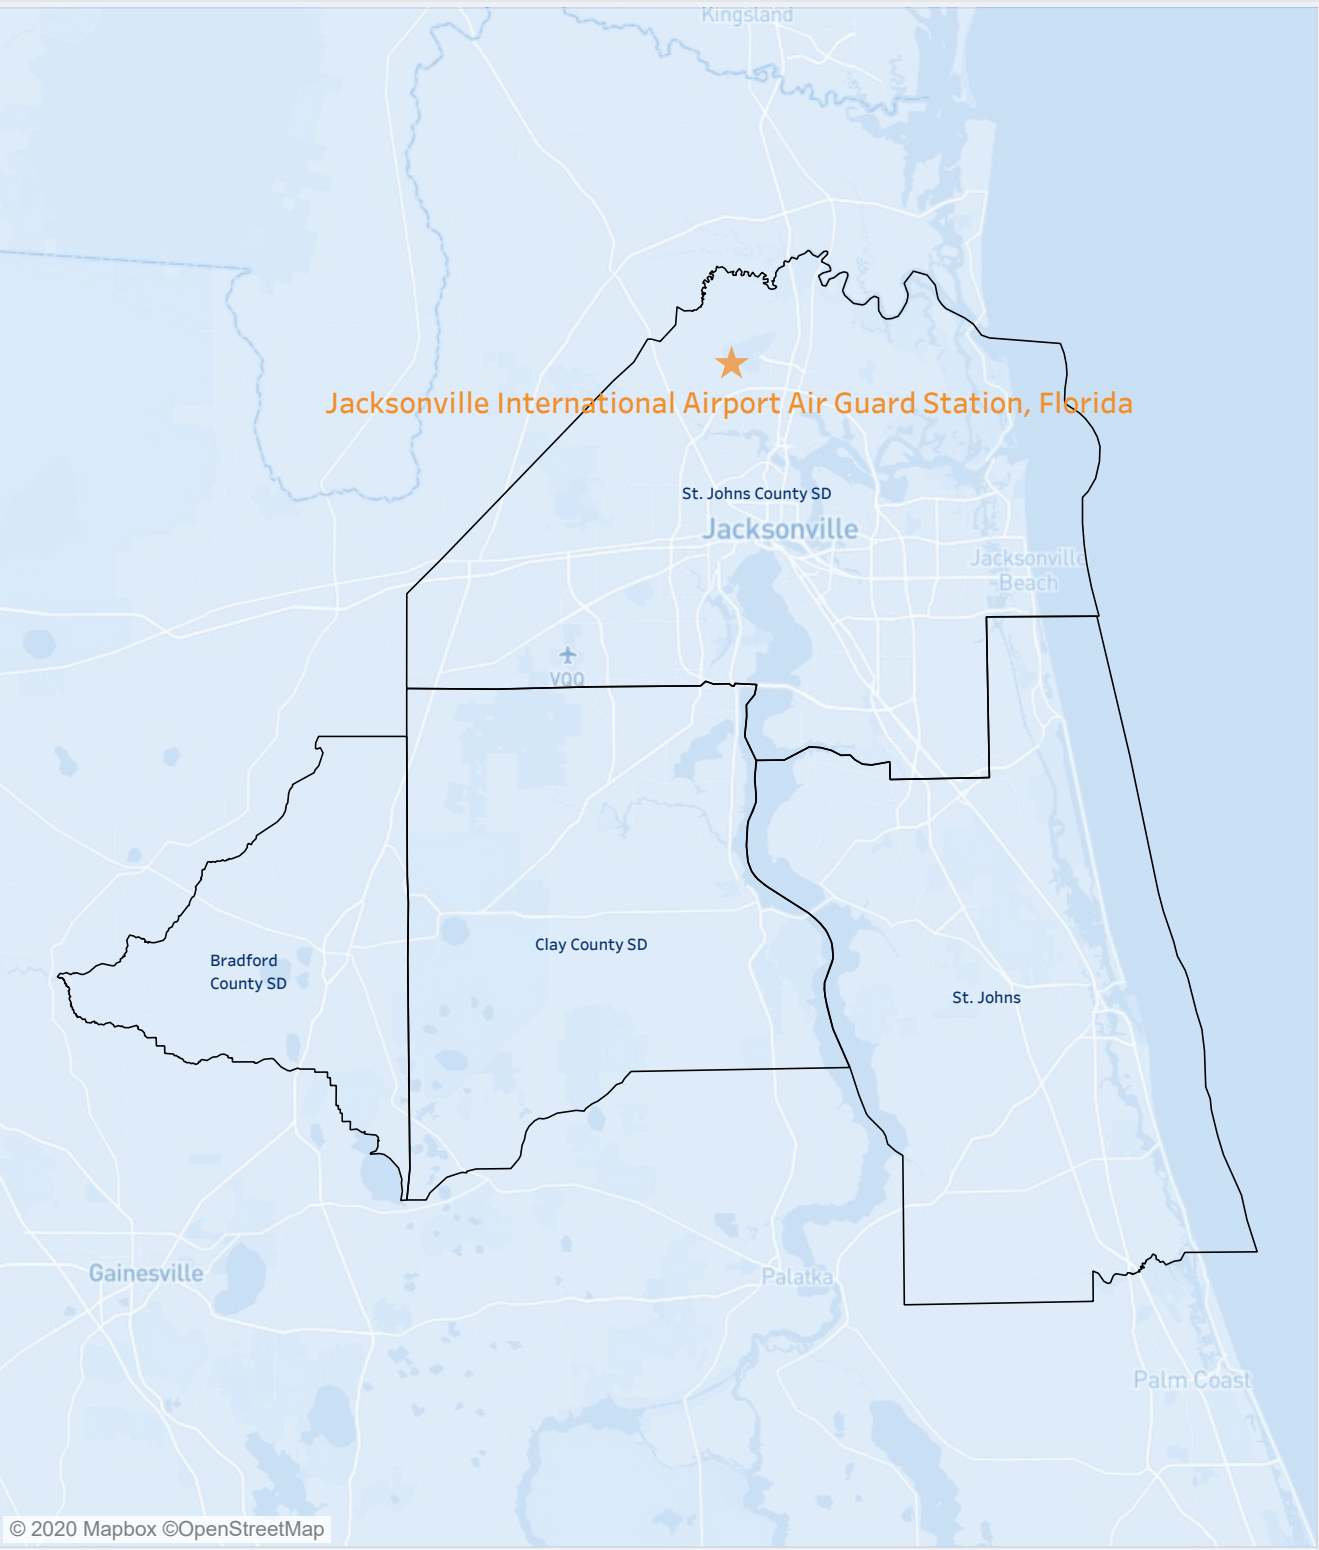 Kingsland
Jacksonville International Airport Air Guard Station, Florida
St. Johns County SD
Jacksonville
Jacksonville
Beach
VQQ
Clay County SD
Bradford
County SD
St. Johns
Gainesville
Palatka
Palm Coast
© 2020 Mapbox ©OpenStreetMap